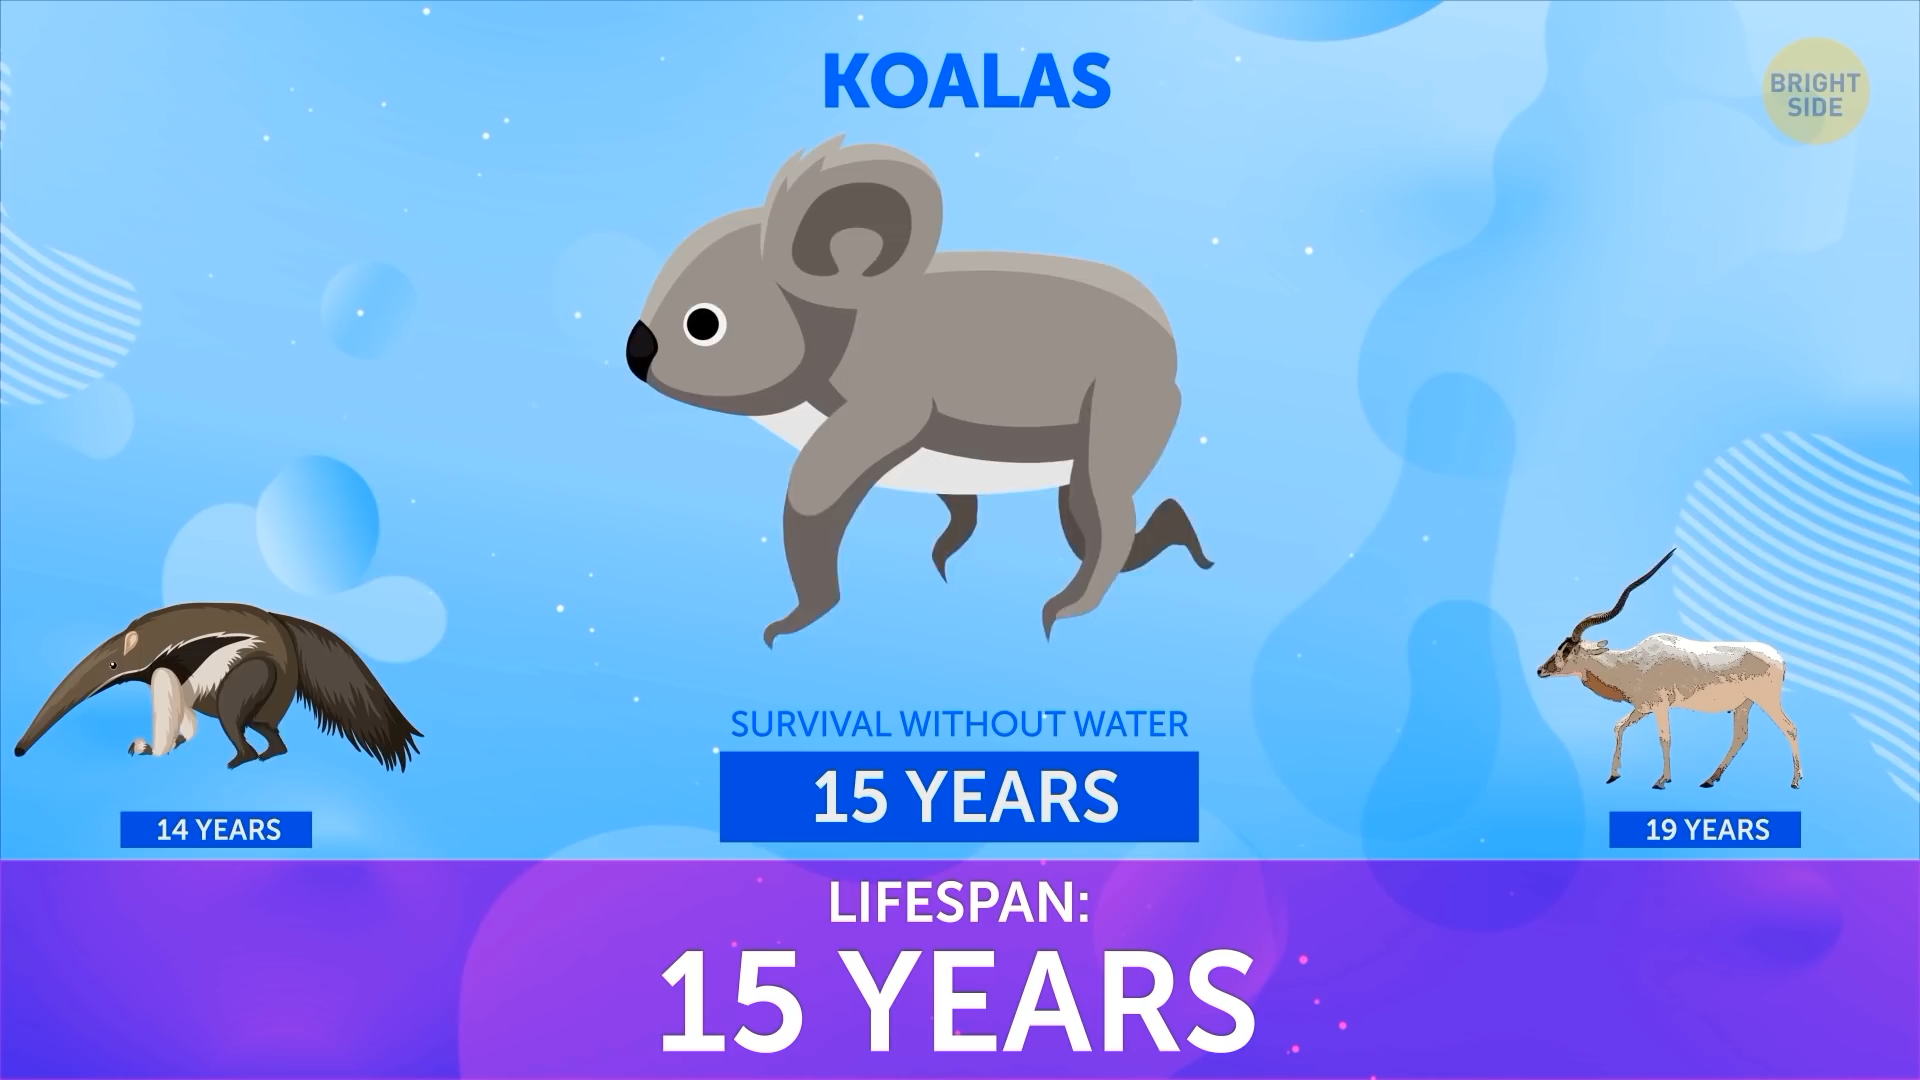 KOALAS
BRIGHT
SIDE
SURVIVAL WITHOUT WATER
15 YEARS
14 YEARS
19 YEARS
LIFESPAN:
15 YEARS